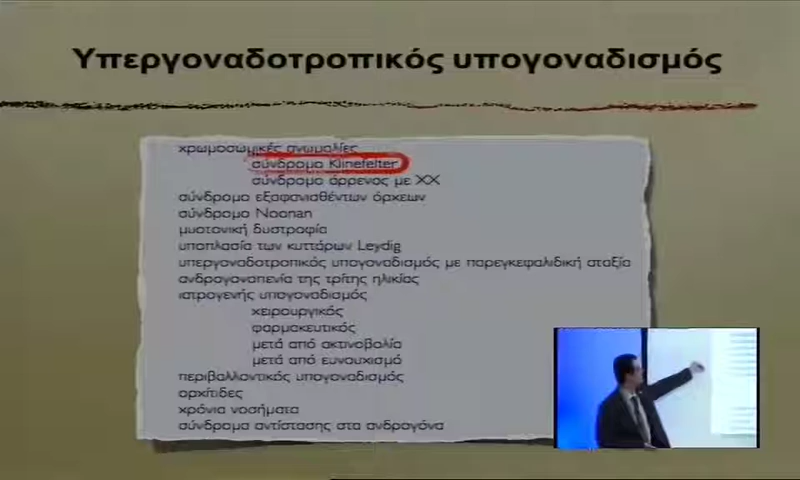 Υπεργοναδοτροπικός υπογοναδισμός
χρωμοσωμικές ανωμαλίες
σύνδρομο Klinefelter
σύνδρομο άρρενος με XX
σύνδρομο εξαφανισθέντων όρχεων
σύνδρομο Noonan
μυοτονική δυστροφία
υποπλασία των κυττάρων Leydig
υπεργοναδοτροπικός υπογοναδισμός με παρεγκεφαλιδική αταξία
ανδρογοναπενία της τρίτης ηλικίας
ιατρογενής υπογοναδισμός
χειρουργικός
φαρμακευτικός
μετά από ακτινοβολία
μετά από ευνουχισμό
περιβαλλοντικός υπογοναδισμός
ορχίτιδες
χρόνια νοσήματα
σύνδρομα αντίστασης στα ανδρογόνα